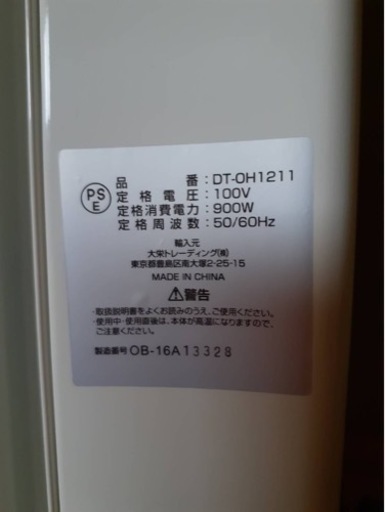 PS
E
品番:DT-OH1211
定格電圧:100V
定格消費電力:900W
定格周波数:50/60Hz
輸入元
大栄トレーディング㈲
東京都豊島区南大塚2-25-15
MADE IN CHINA
⚠警告
・取扱説明書をよくお読みのうえ、ご使用ください。
・使用中・使用直後は、本体が高温になりますので、
ご注意ください。
製造番号 OB-16A13328